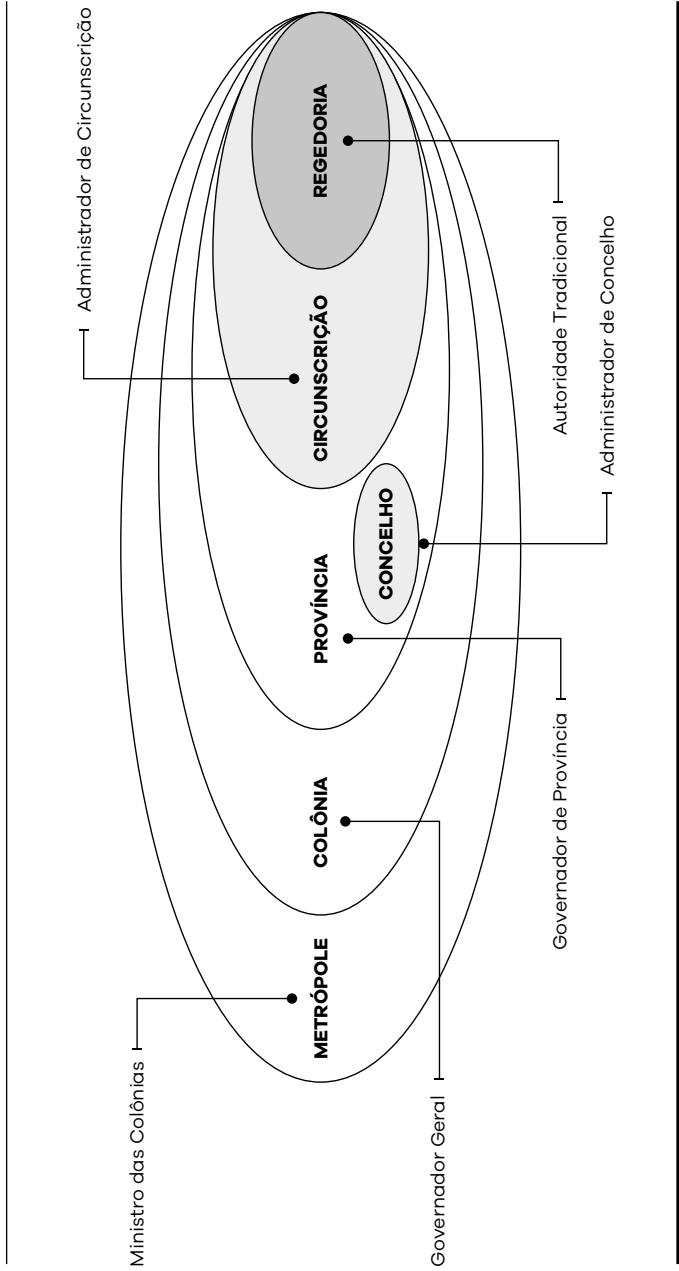 Ministro das Colônias
Administrador de Circunscrição
METRÓPOLE
COLÔNIA
PROVÍNCIA
CIRCUNSCRIÇÃO
REGEDORIA
CONCELHO
Governador Geral
Governador de Província
Autoridade Tradicional
Administrador de Concelho